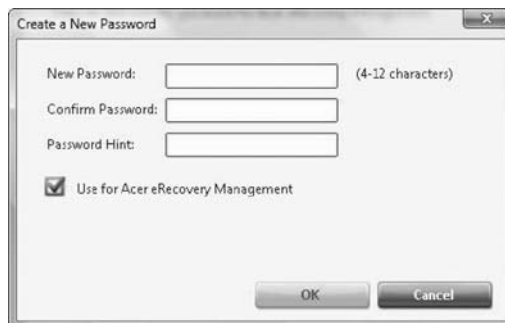 Create a New Password
X
New Password: (4-12 characters)
Confirm Password:
Password Hint:
Use for Acer eRecovery Management
OK Cancel